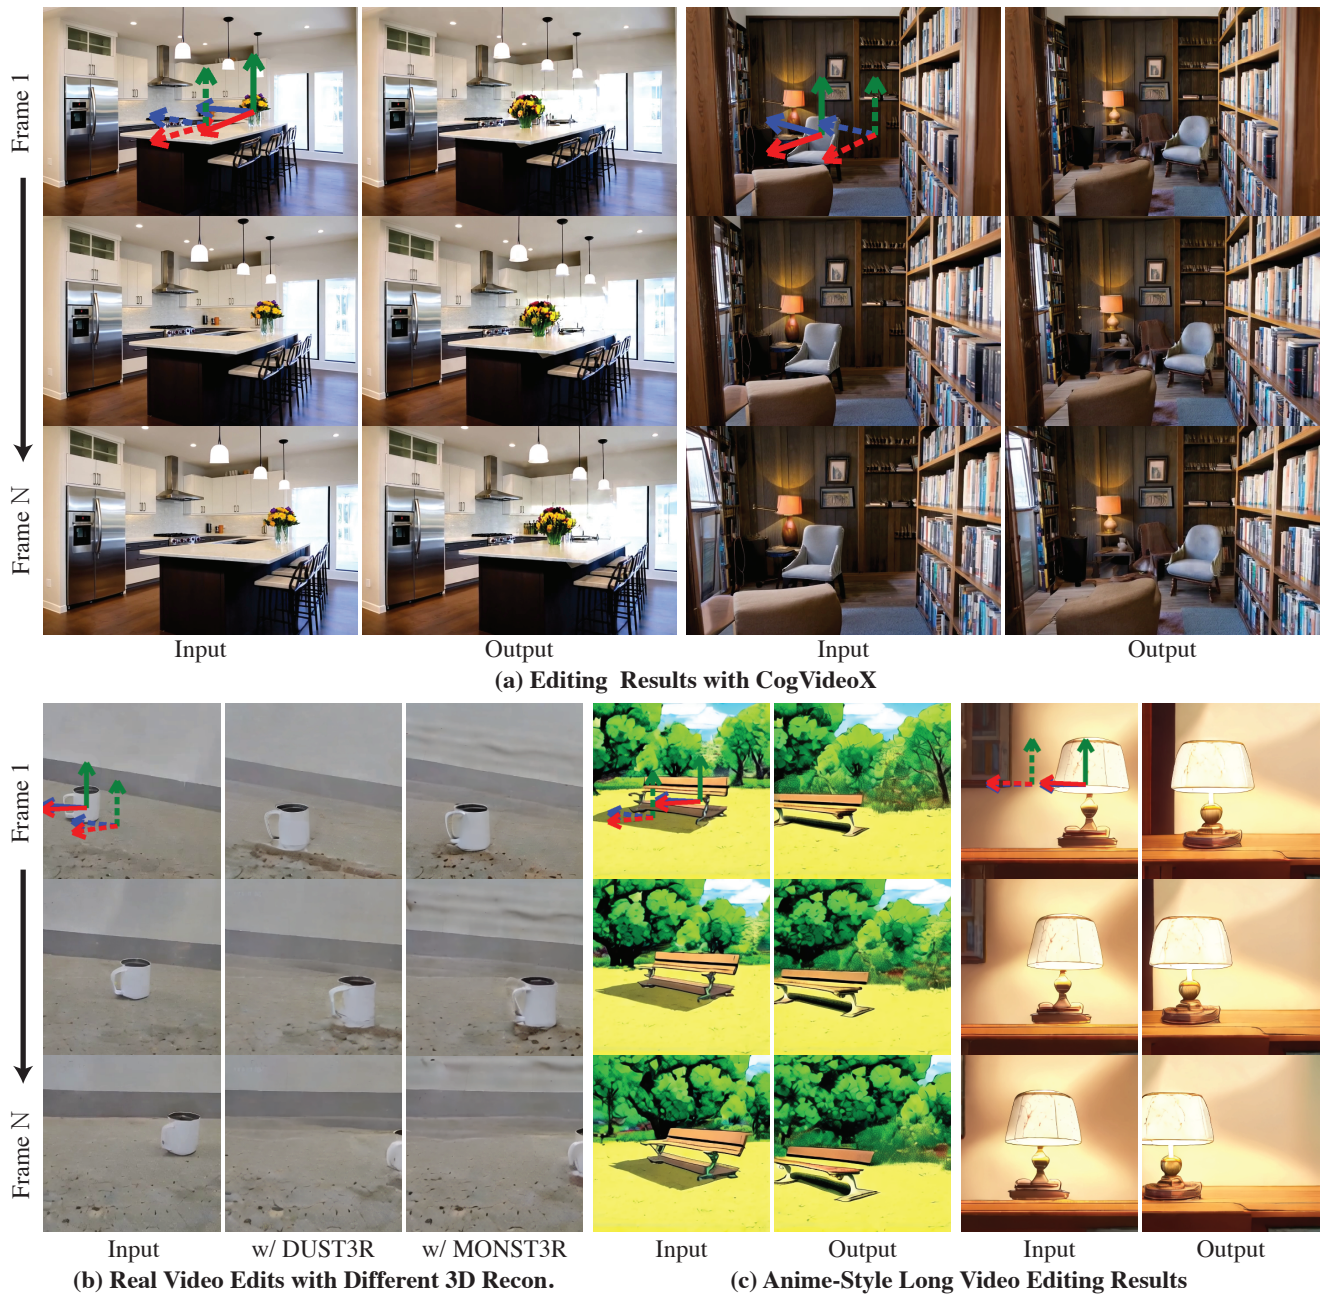 Frame 1
Frame N
Input
Output
Input
Output
(a) Editing Results with CogVideoX
Frame 1
Frame N
Input
w/ DUST3R
w/ MONST3R
Input
Output
Input
Output
(b) Real Video Edits with Different 3D Recon.
(c) Anime-Style Long Video Editing Results